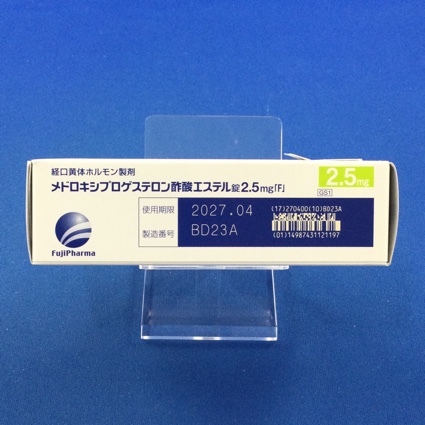 経口黄体ホルモン製剤
メドロキシプロゲステロン酢酸エステル錠2.5mg「F」
2.5mg
GS1
使用期限 2027.04
製造番号 BD23A
(17)270400(10)BD23A
(01)14987431121197
FujiPharma